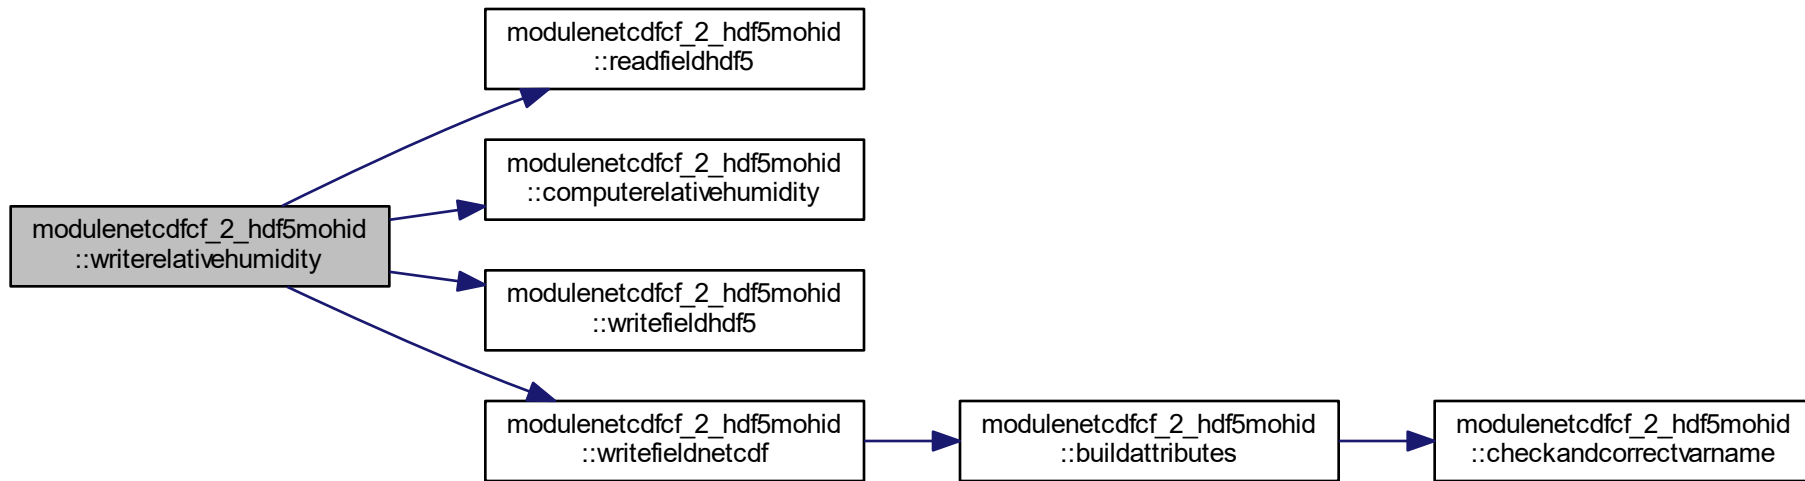 modulenetcdfcf_2_hdf5mohid
::readfieldhdf5
modulenetcdfcf_2_hdf5mohid
::computerelativehumidity
modulenetcdfcf_2_hdf5mohid
::writerelativehumidity
modulenetcdfcf_2_hdf5mohid
::writefieldhdf5
modulenetcdfcf_2_hdf5mohid
::writefieldnetcdf
modulenetcdfcf_2_hdf5mohid
::buildattributes
modulenetcdfcf_2_hdf5mohid
::checkandcorrectvarname